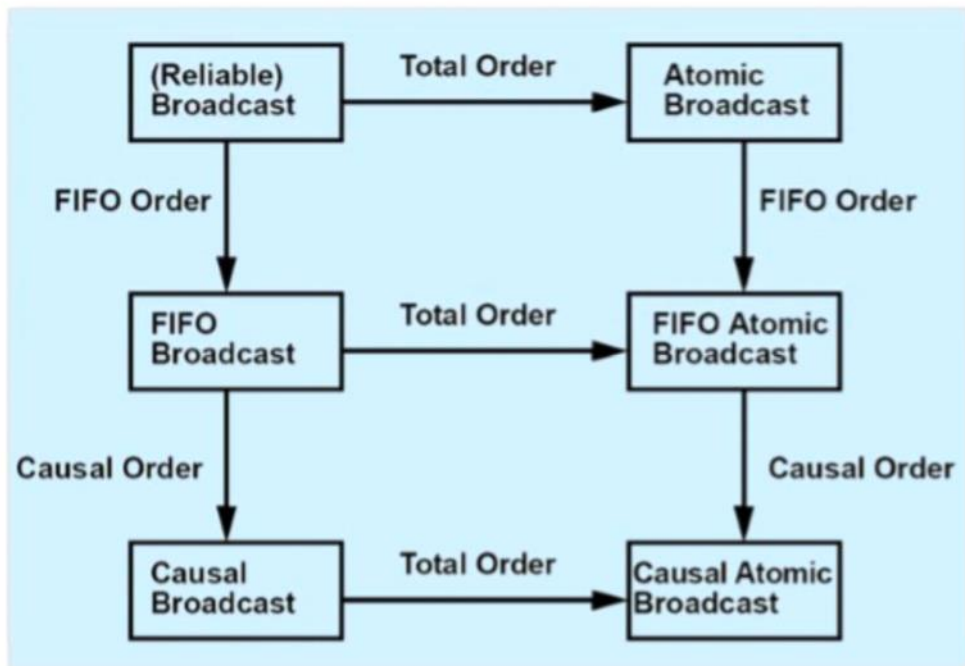 (Reliable)
Broadcast
Total Order
Atomic
Broadcast
FIFO Order
FIFO Order
FIFO
Broadcast
Total Order
FIFO Atomic
Broadcast
Causal Order
Causal Order
Causal
Broadcast
Total Order
Causal Atomic
Broadcast